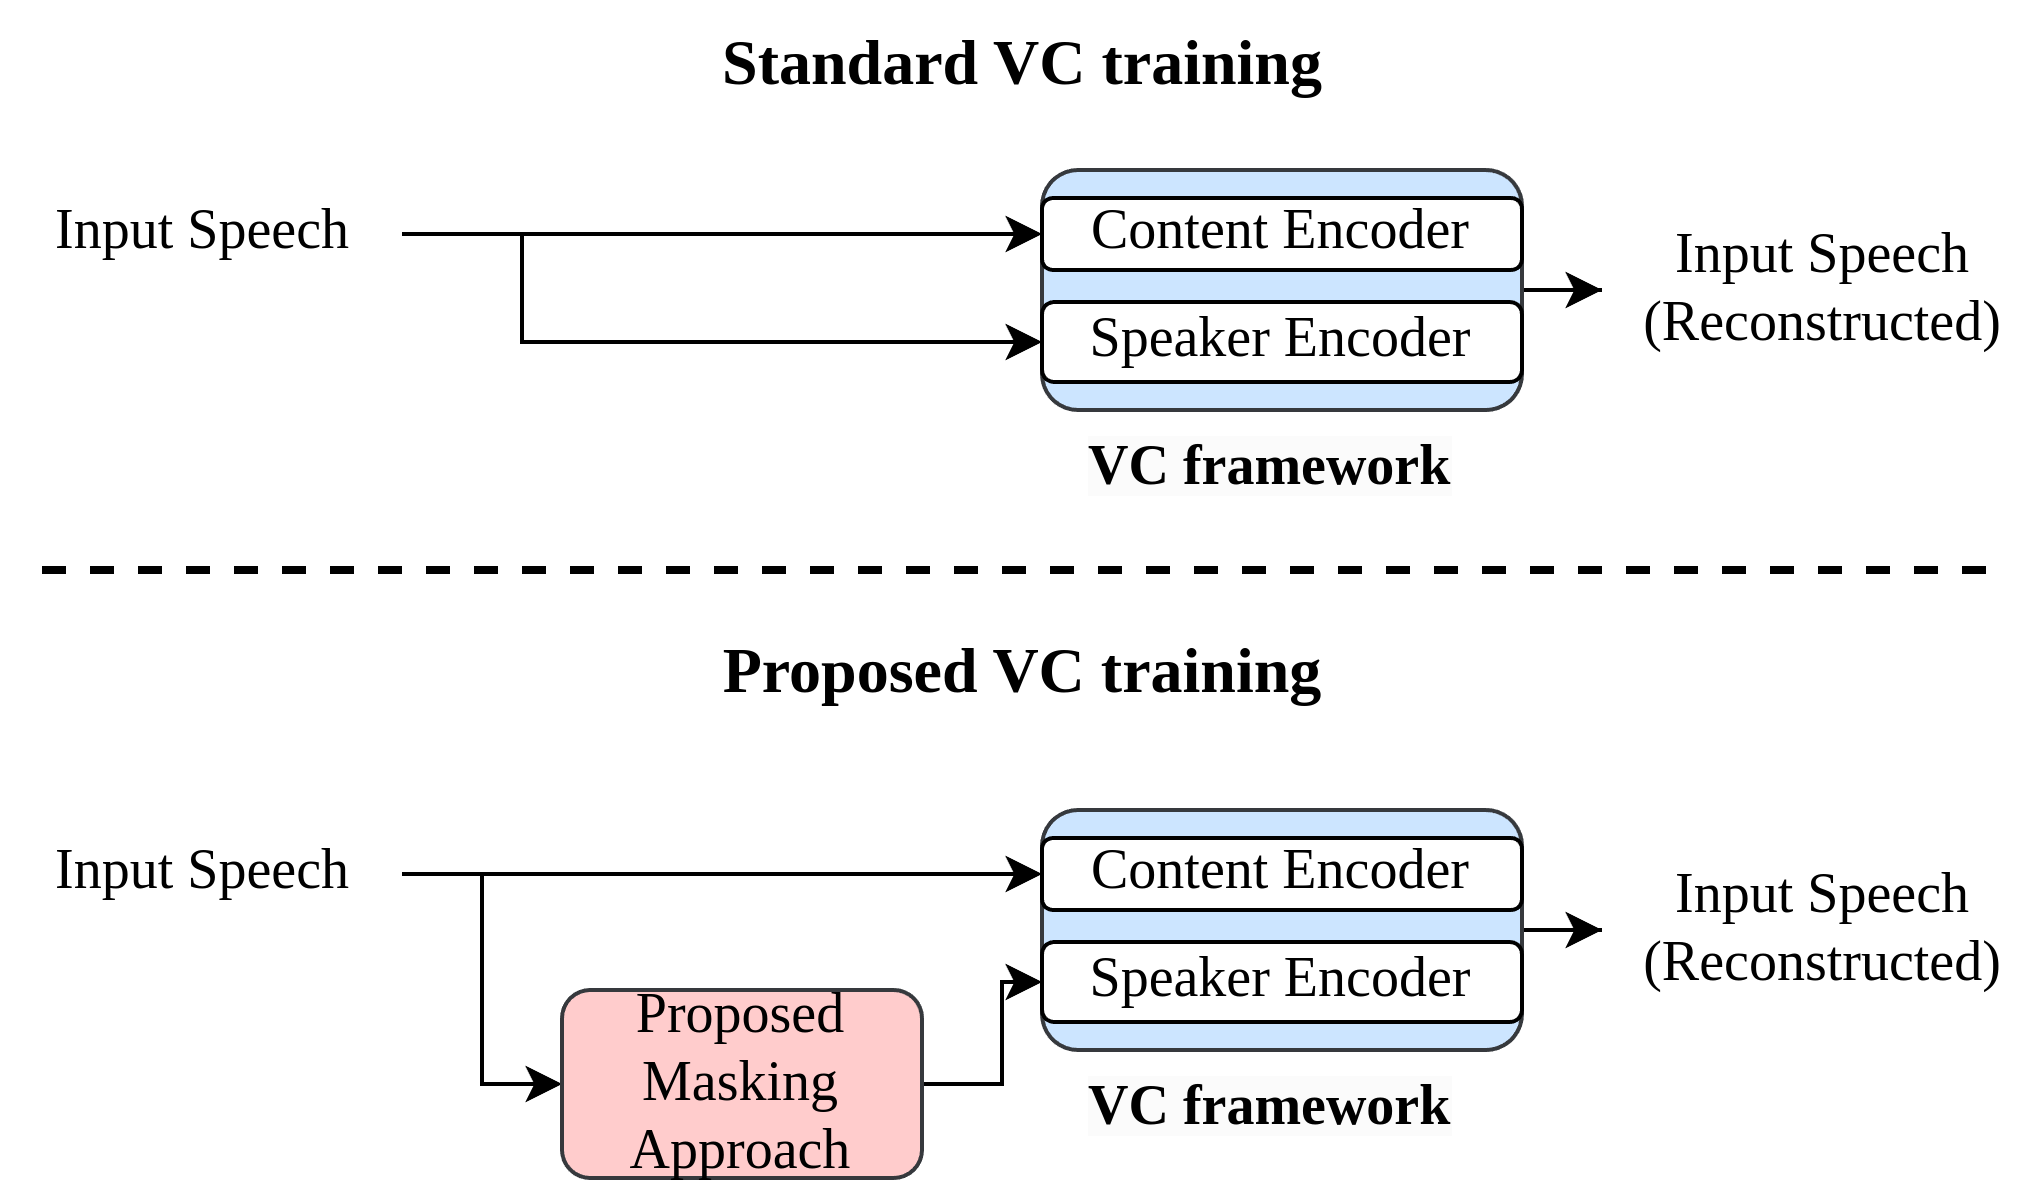 Standard VC training
Input Speech
Content Encoder
Speaker Encoder
Input Speech
(Reconstructed)
VC framework
Proposed VC training
Input Speech
Content Encoder
Speaker Encoder
Input Speech
(Reconstructed)
Proposed
Masking
Approach
VC framework